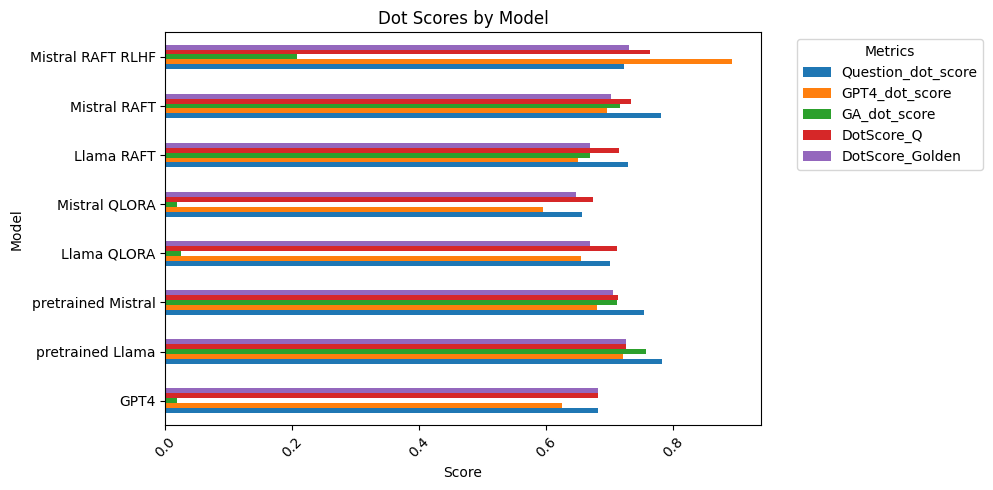 Dot Scores by Model
Mistral RAFT RLHF
Mistral RAFT
Llama RAFT
Mistral QLORA
Llama QLORA
pretrained Mistral
pretrained Llama
GPT4
Model
0.0
0.2
0.4
0.6
0.8
Score
Metrics
Question_dot_score
GPT4_dot_score
GA_dot_score
DotScore_Q
DotScore_Golden